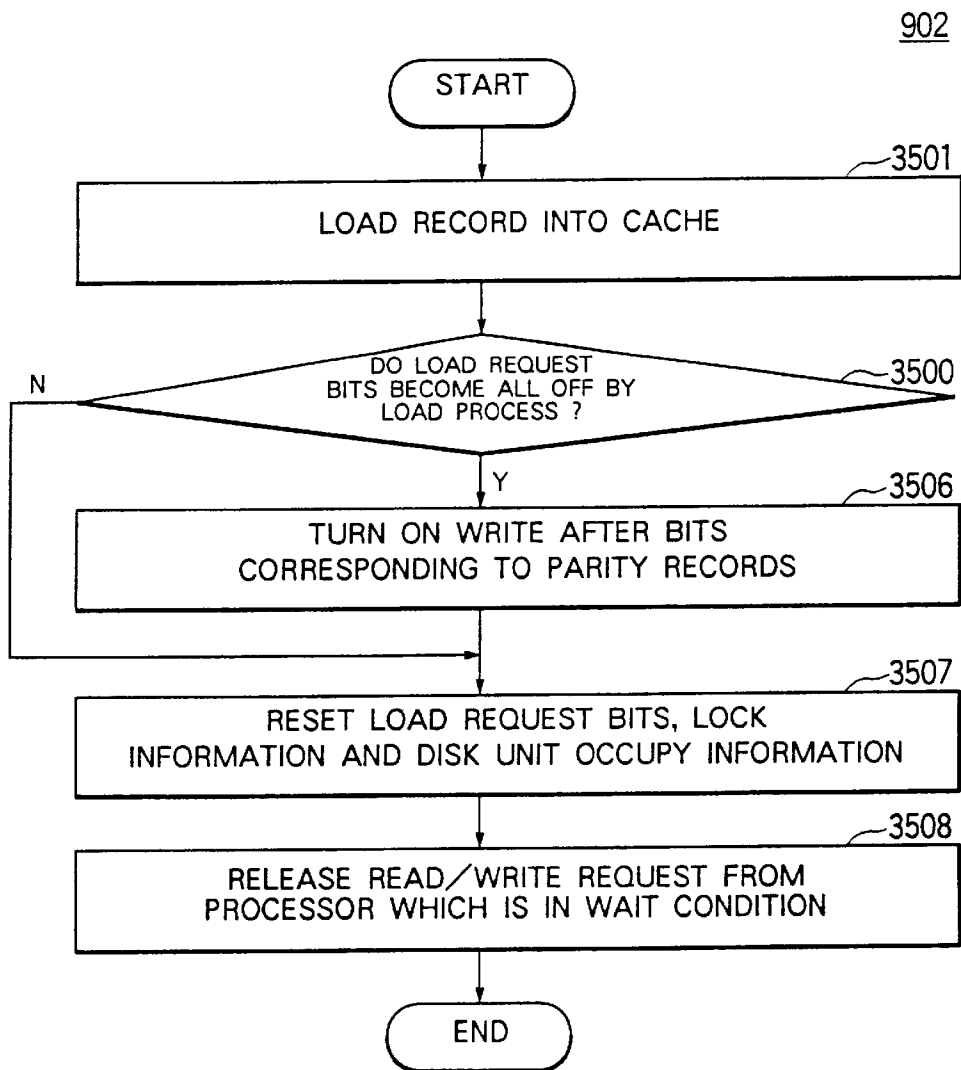 902
START
3501
LOAD RECORD INTO CACHE
DO LOAD REQUEST
BITS BECOME ALL OFF BY
LOAD PROCESS ?
3500
N
Y
3506
TURN ON WRITE AFTER BITS
CORRESPONDING TO PARITY RECORDS
3507
RESET LOAD REQUEST BITS, LOCK
INFORMATION AND DISK UNIT OCCUPY INFORMATION
3508
RELEASE READ/WRITE REQUEST FROM
PROCESSOR WHICH IS IN WAIT CONDITION
END